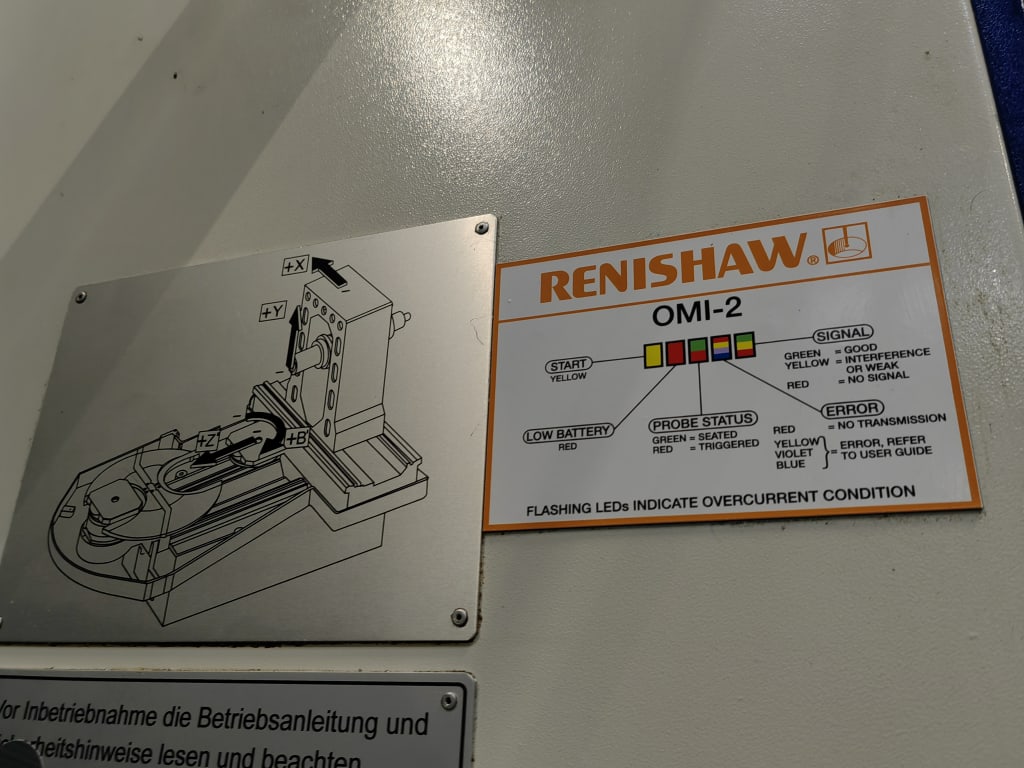 +X
+Y
+Z
+B
RENISHAW®
OMI-2
START
YELLOW
SIGNAL
GREEN = GOOD
YELLOW = INTERFERENCE
OR WEAK
RED = NO SIGNAL
LOW BATTERY
RED
PROBE STATUS
GREEN = SEATED
RED = TRIGGERED
ERROR
RED = NO TRANSMISSION
YELLOW
VIOLET
BLUE
= ERROR, REFER
TO USER GUIDE
FLASHING LEDs INDICATE OVERCURRENT CONDITION
Vor Inbetriebnahme die Betriebsanleitung und
lesen und beachten